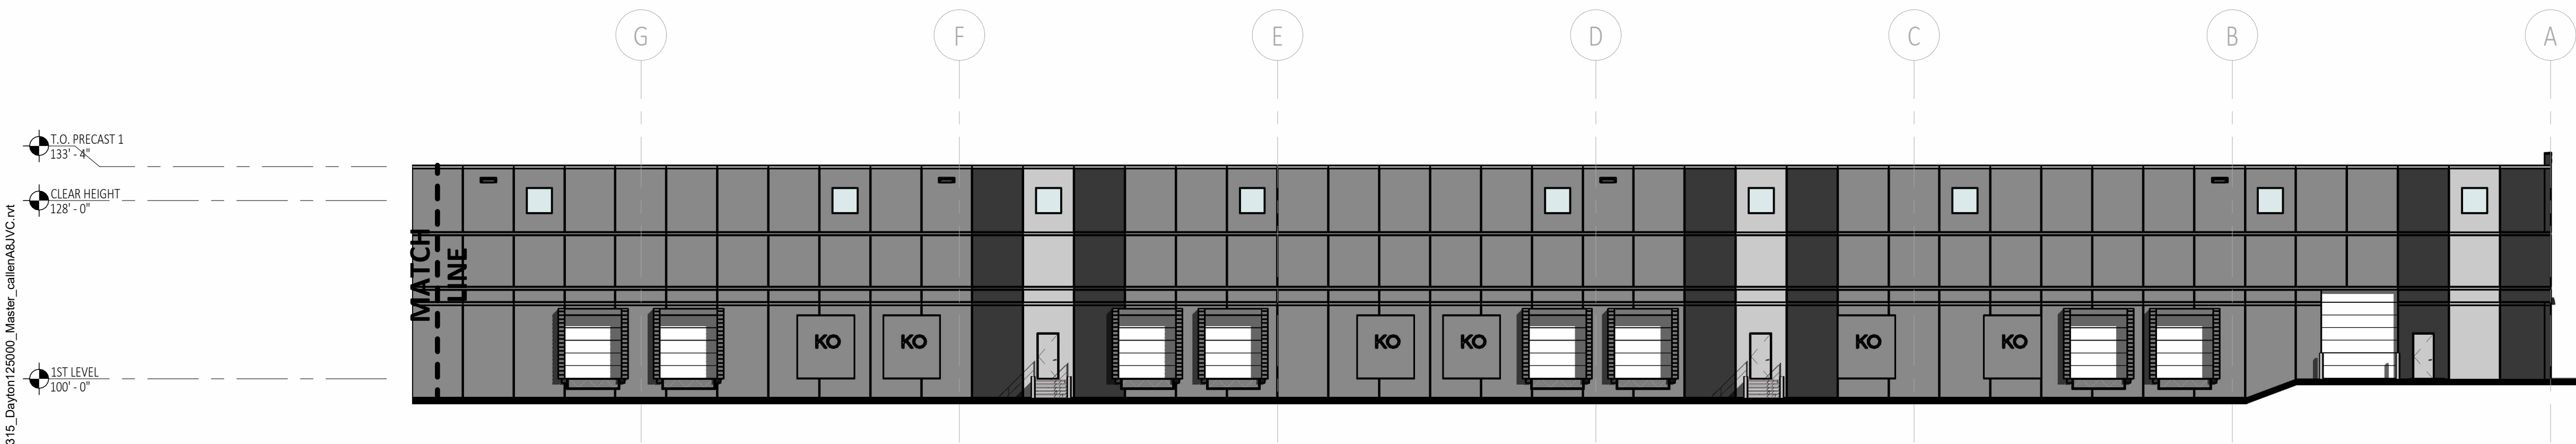 G F E D C B A
T.O. PRECAST 1
133' - 4"
CLEAR HEIGHT
128' - 0"
MATCH
LINE
KO KO KO KO KO KO
1ST LEVEL
100' - 0"
315_Dayton125000_Master_callenA8JVC.rvt